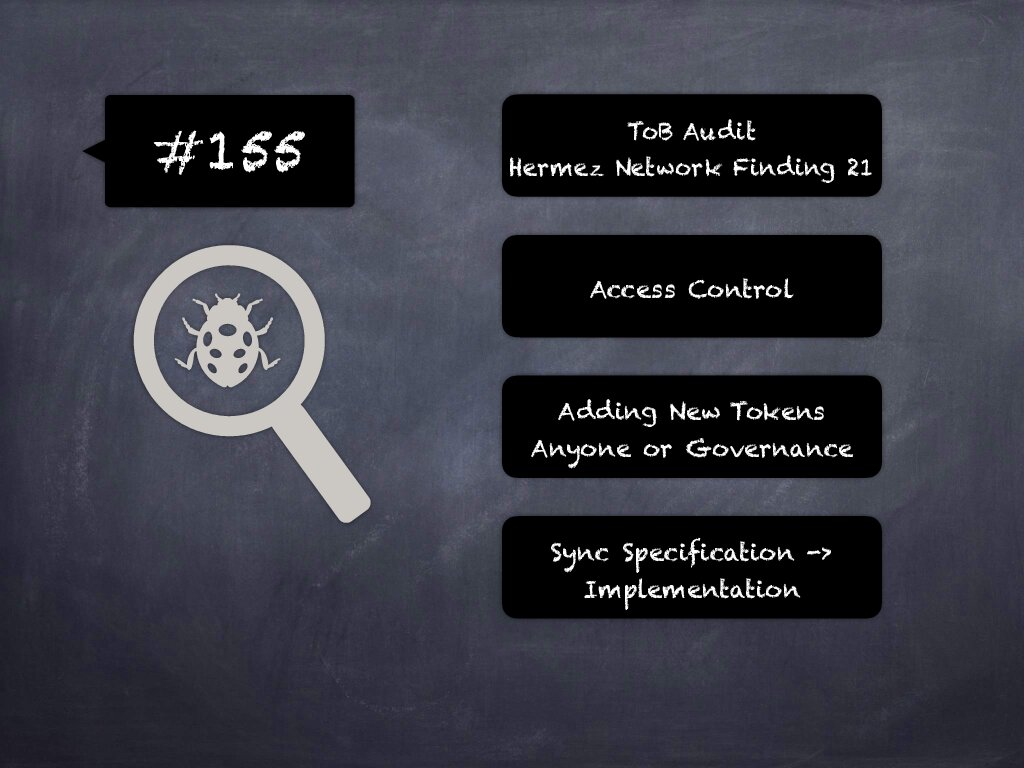 #155
ToB Audit
Hermez Network Finding 21
Access Control
Adding New Tokens
Anyone or Governance
Sync Specification ->
Implementation